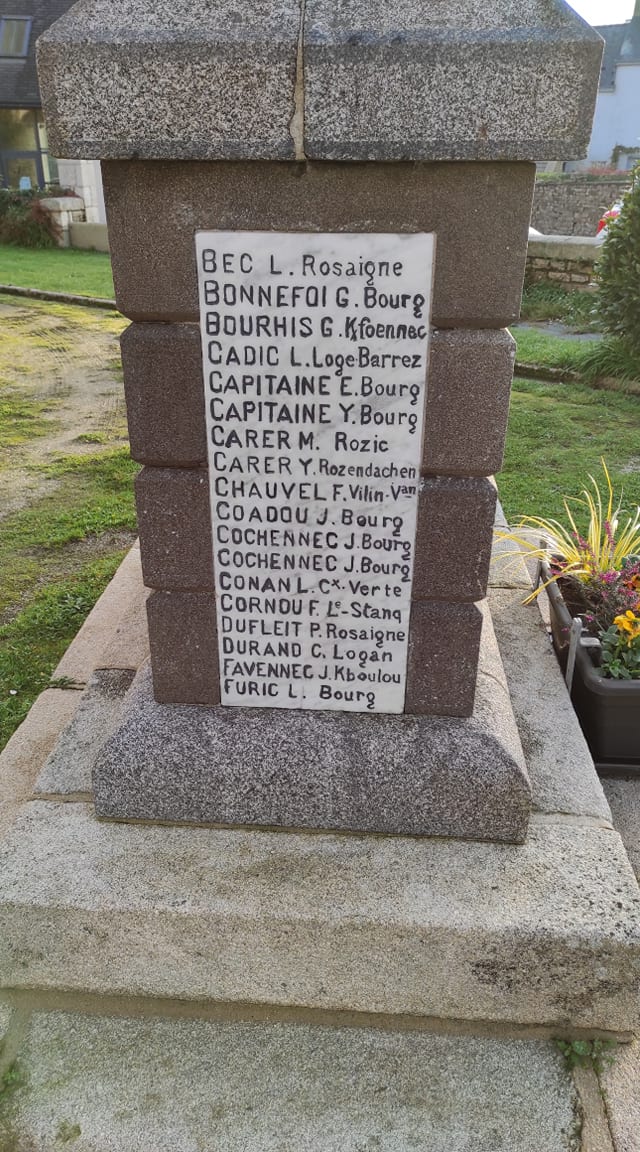 BEC L. Rosaigne
BONNEFOI G. Bourg
BOURHIS G. Kfoennec
CADIC L. Loge-Barrez
CAPITAINE E. Bourg
CAPITAINE Y. Bourg
CARER M. Rozic
CARER Y. Rozendachen
CHAUVEL F. Vilin-Van
COADOU J. Bourg
COCHENNEC J. Bourg
COCHENNEC J. Bourg
CONAN L. Cx. Verte
CORNOU F. Le-Stanq
DUFLEIT P. Rosaigne
DURAND C. Logan
FAVENNEC J. Kboulou
FURIC L. Bourg